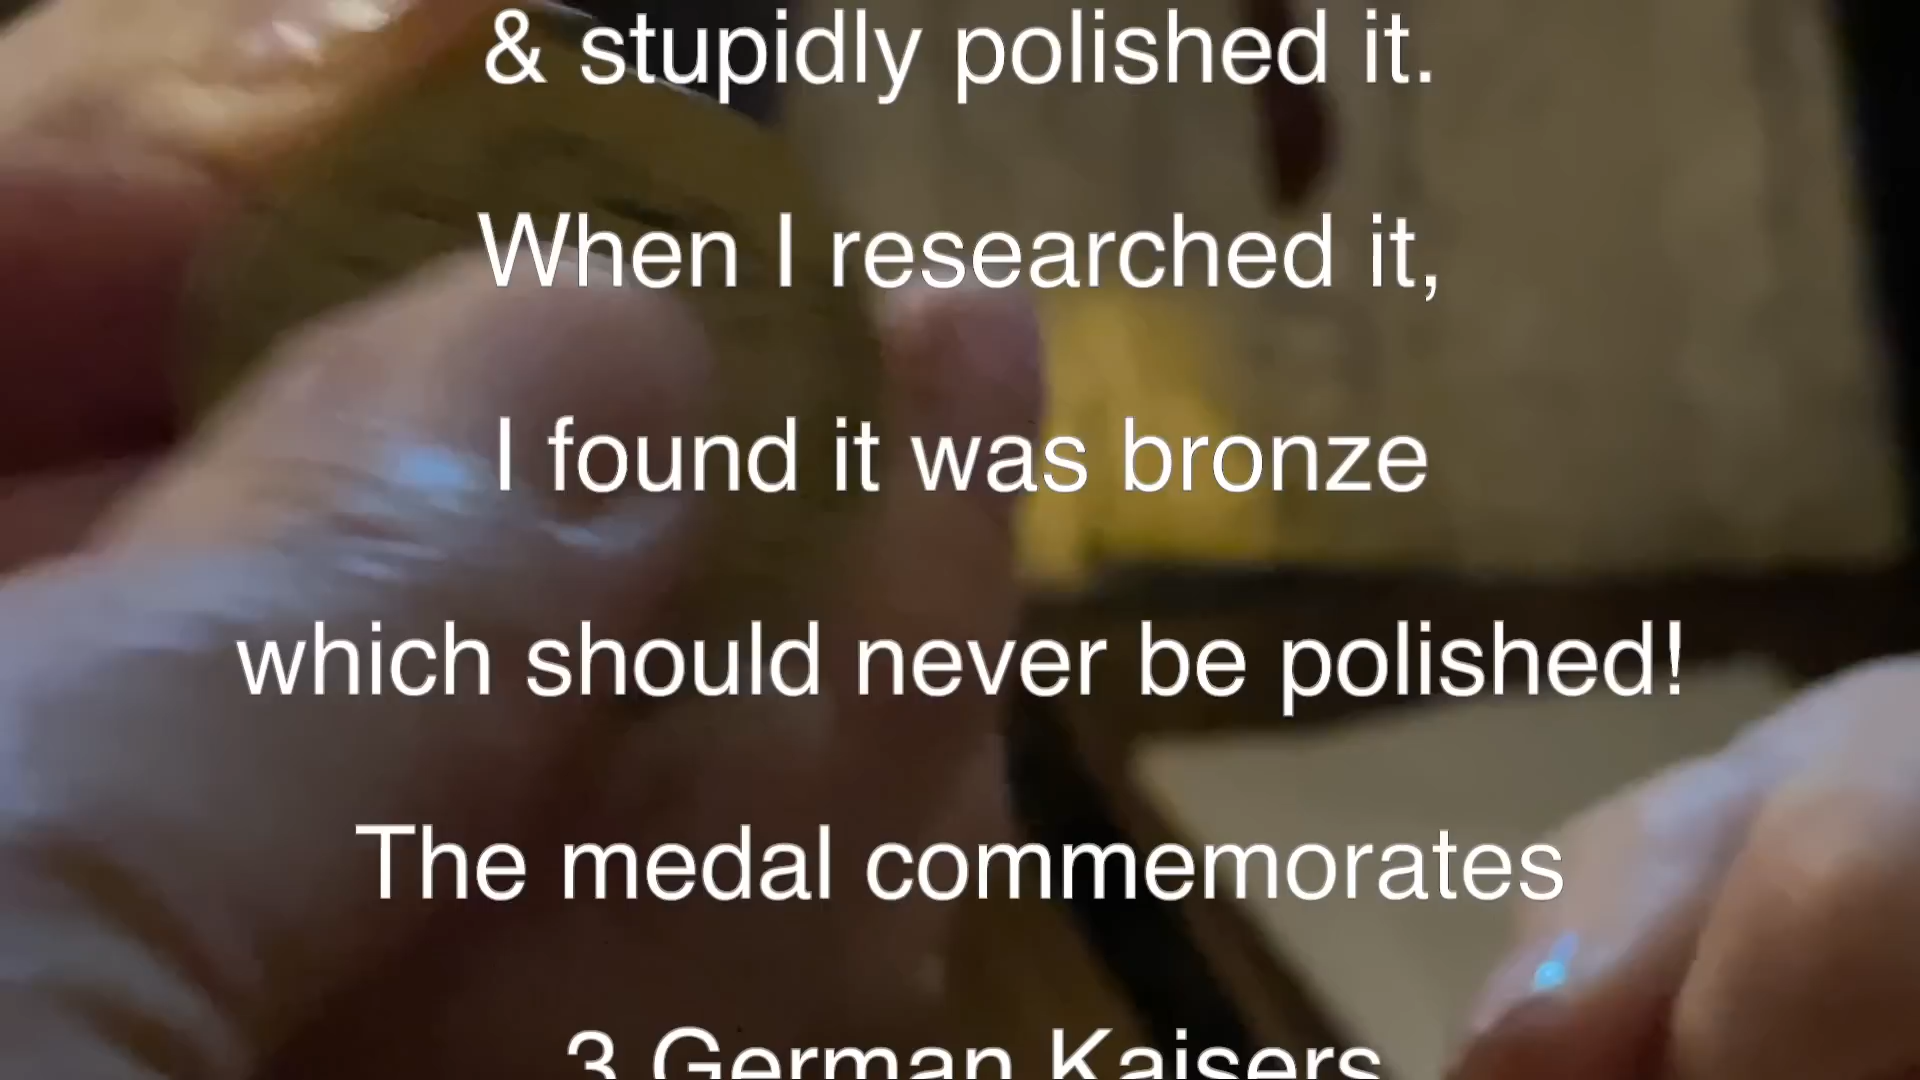 & stupidly polished it.
When I researched it,
I found it was bronze
which should never be polished!
The medal commemorates
3 German Kaisers